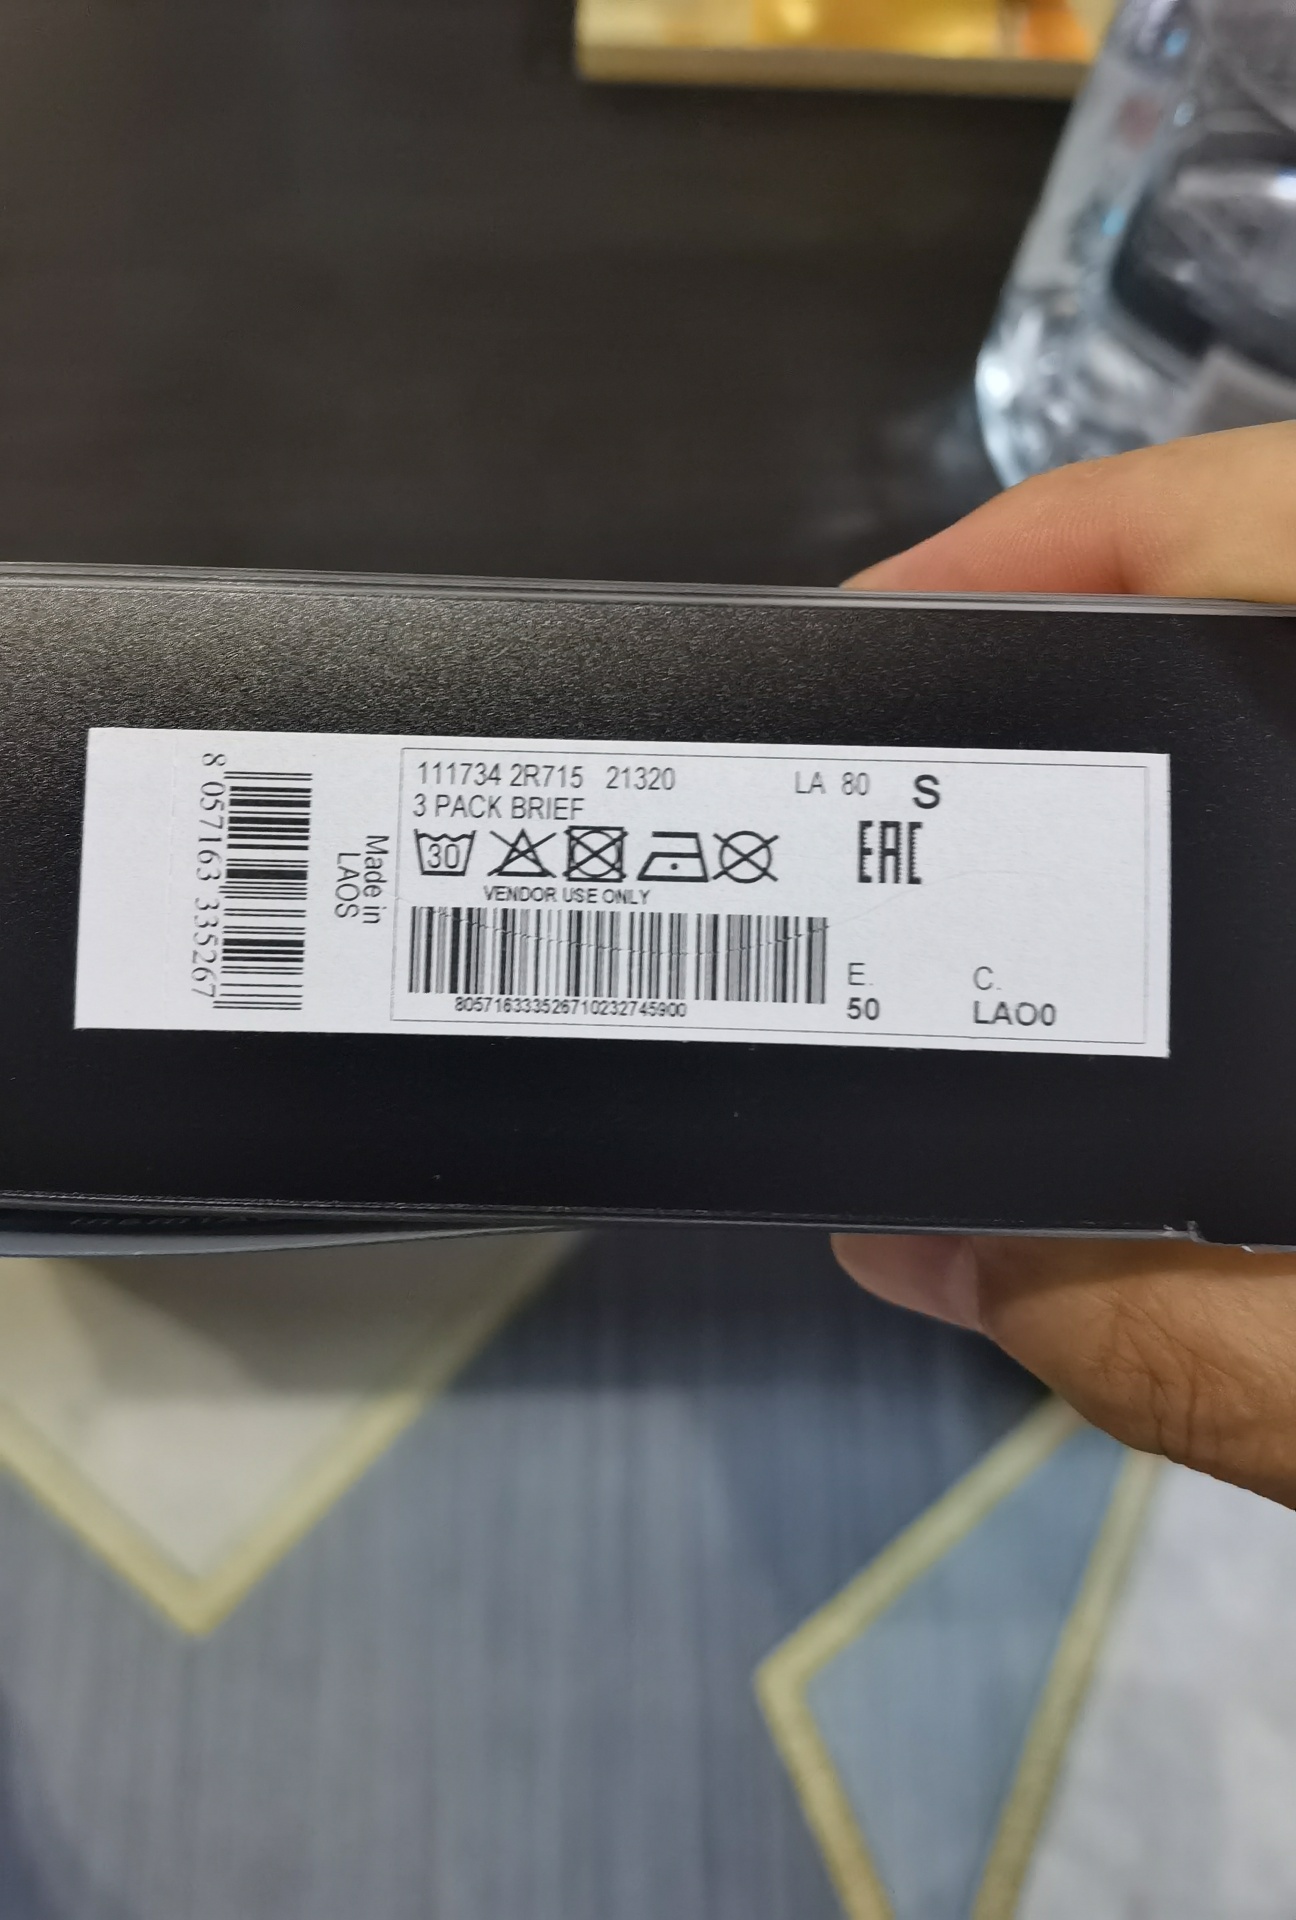 8 057163 335267
Made in
LAOS
111734 2R715 21320 LA 80 S
3 PACK BRIEF
30
EAC
VENDOR USE ONLY
805716333526710232745900
E. C.
50 LAO0